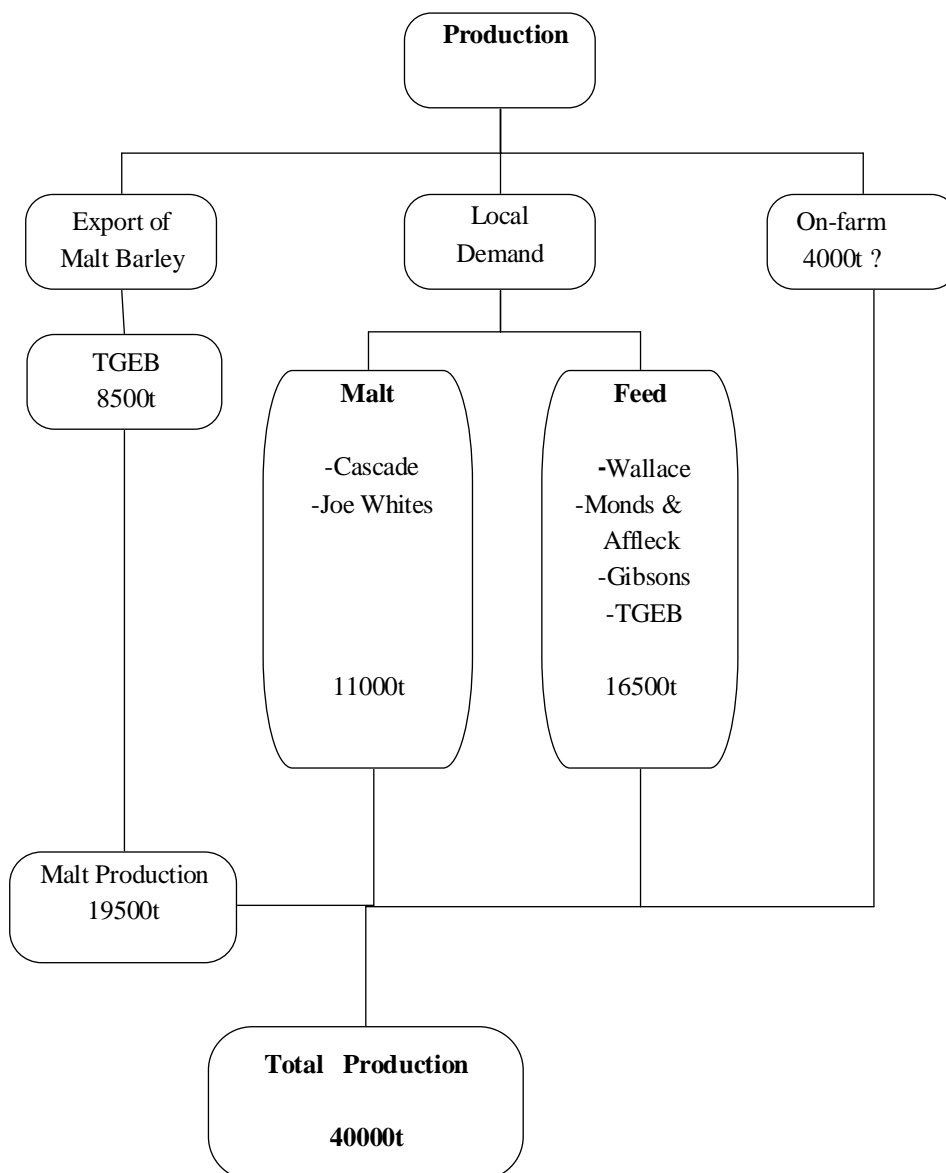 Production
Export of
Malt Barley
Local
Demand
On-farm
4000t ?
TGEB
8500t
Malt
-Cascade
-Joe Whites
11000t
Feed
-Wallace
-Monds &
Affleck
-Gibsons
-TGEB
16500t
Malt Production
19500t
Total Production
40000t